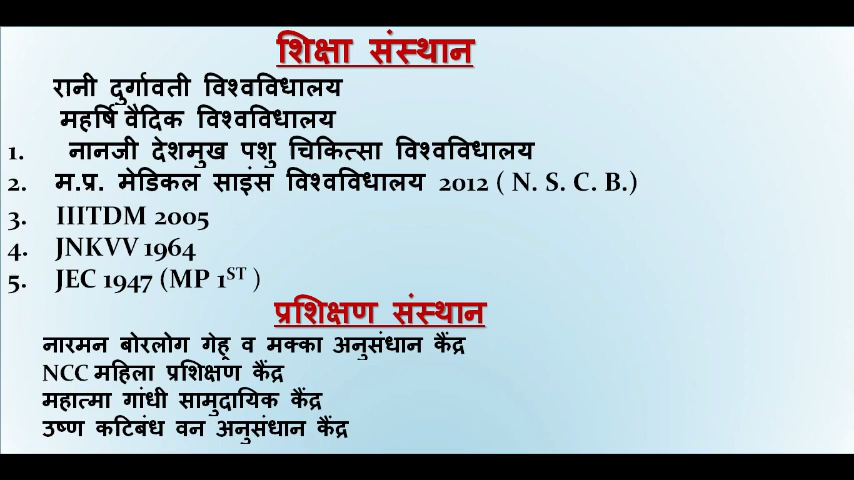 शिक्षा संस्थान
रानी दुर्गावती विश्वविधालय
महर्षि वैदिक विश्वविधालय
1. नानजी देशमुख पशु चिकित्सा विश्वविधालय
2. म.प्र. मेडिकल साइंस विश्वविधालय 2012 ( N. S. C. B.)
3. IIITDM 2005
4. JNKVV 1964
5. JEC 1947 (MP 1ST )
प्रशिक्षण संस्थान
नारमन बोरलोग गेहू व मक्का अनुसंधान कैंद्र
NCC महिला प्रशिक्षण कैंद्र
महात्मा गांधी सामुदायिक कैंद्र
उष्ण कटिबंध वन अनुसंधान कैंद्र